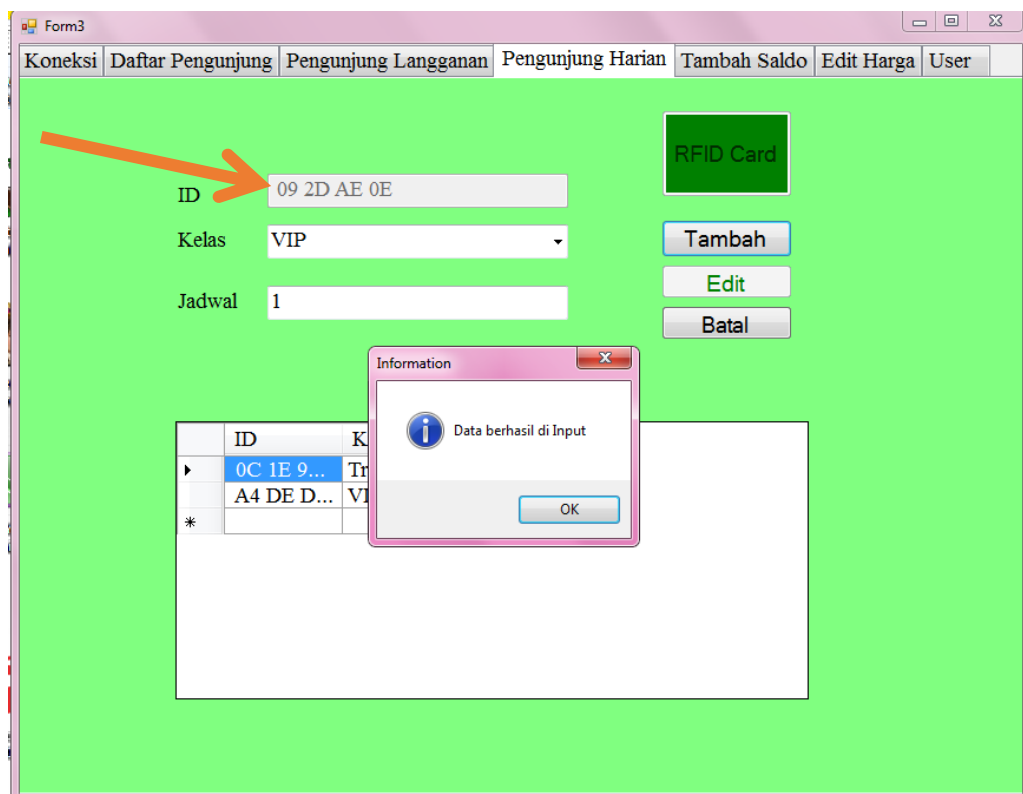 Form3
Koneksi Daftar Pengunjung Pengunjung Langganan Pengunjung Harian Tambah Saldo Edit Harga User
RFID Card
ID 09 2D AE 0E
Kelas VIP
Tambah
Edit
Jadwal 1
Batal
Information
Data berhasil di Input
OK
ID K
0C 1E 9... Tr
A4 DE D... VI